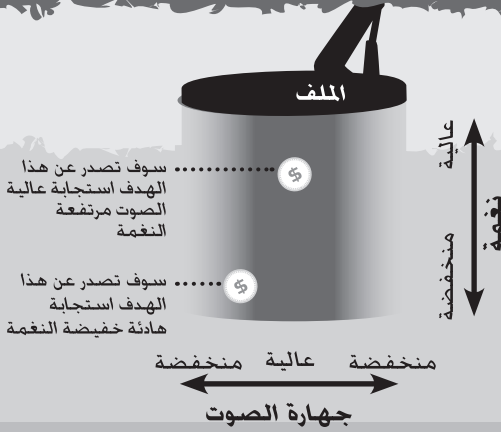 الملف
عالية
نغمة
منخفضة
سوف تصدر عن هذا
الهدف استجابة عالية
الصوت مرتفعة
النغمة
$
سوف تصدر عن هذا
الهدف استجابة
هادئة خفيضة النغمة
$
منخفضة عالية منخفضة
جهارة الصوت